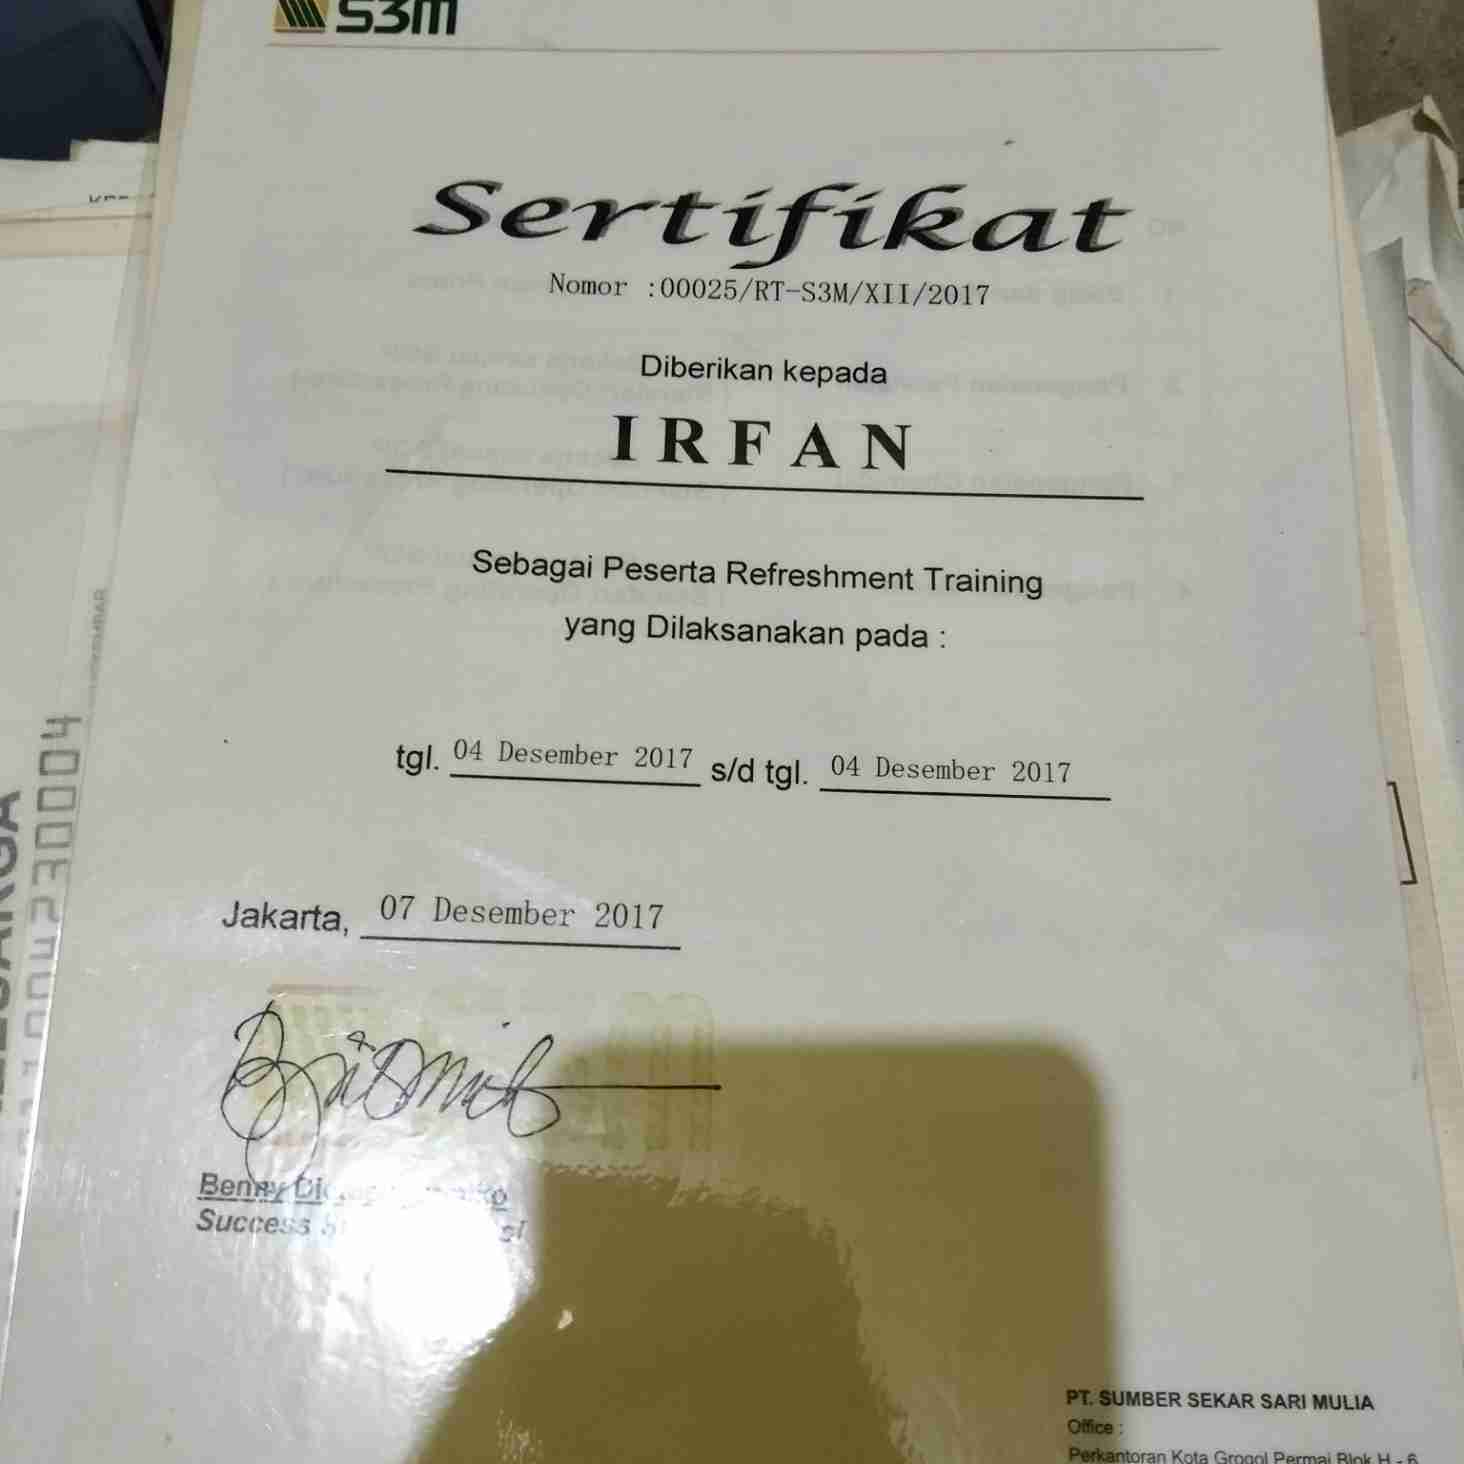 S3M
Sertifikat
Nomor :00025/RT-S3M/XII/2017
Diberikan kepada
IRFAN
Sebagai Peserta Refreshment Training
yang Dilaksanakan pada :
tgl. 04 Desember 2017 s/d tgl. 04 Desember 2017
Jakarta, 07 Desember 2017
Benny
Success
PT. SUMBER SEKAR SARI MULIA
Office :
Perkantoran Kota Grogol Permai Blok H - 6